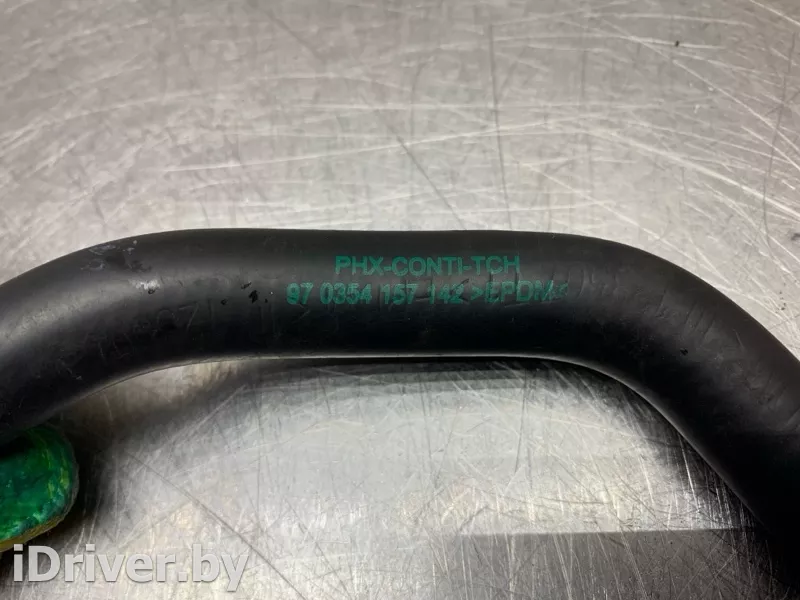 PHX-CONTI-TCH
97 0354 157 142 >EPDM<
iDriver.by